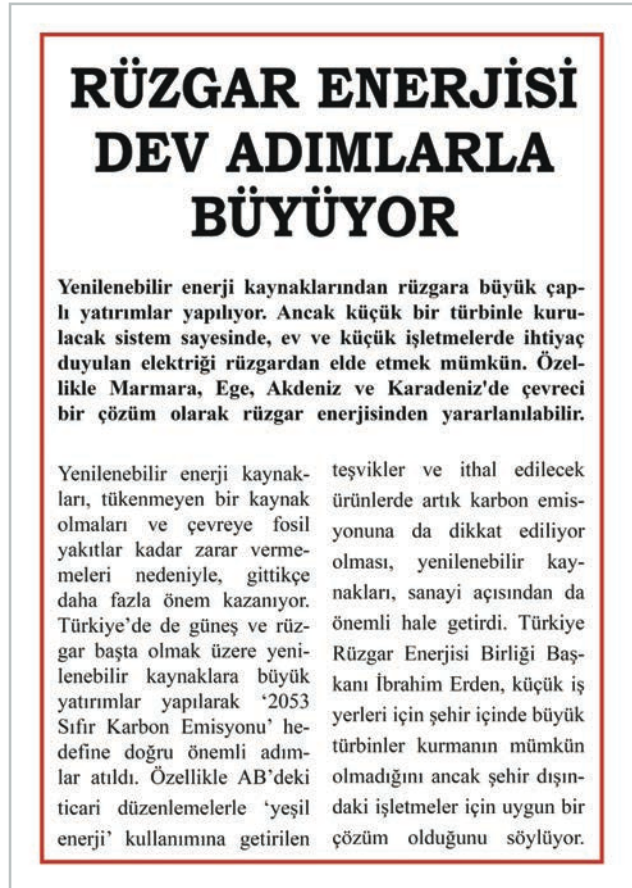 RÜZGAR ENERJİSİ
DEV ADIMLARLA
BÜYÜYOR
Yenilenebilir enerji kaynaklarından rüzgara büyük çap-
lı yatırımlar yapılıyor. Ancak küçük bir türbinle kuru-
lacak sistem sayesinde, ev ve küçük işletmelerde ihtiyaç
duyulan elektriği rüzgardan elde etmek mümkün. Özel-
likle Marmara, Ege, Akdeniz ve Karadeniz'de çevreci
bir çözüm olarak rüzgar enerjisinden yararlanılabilir.
Yenilenebilir enerji kaynak-
ları, tükenmeyen bir kaynak
olmaları ve çevreye fosil
yakıtlar kadar zarar verme-
meleri nedeniyle, gittikçe
daha fazla önem kazanıyor.
Türkiye’de de güneş ve rüz-
gar başta olmak üzere yeni-
lenebilir kaynaklara büyük
yatırımlar yapılarak ‘2053
Sıfır Karbon Emisyonu’ he-
define doğru önemli adım-
lar atıldı. Özellikle AB’deki
ticari düzenlemelerle ‘yeşil
enerji’ kullanımına getirilen
teşvikler ve ithal edilecek
ürünlerde artık karbon emis-
yonuna da dikkat ediliyor
olması, yenilenebilir kay-
nakları, sanayi açısından da
önemli hale getirdi. Türkiye
Rüzgar Enerjisi Birliği Baş-
kanı İbrahim Erden, küçük iş
yerleri için şehir içinde büyük
türbinler kurmanın mümkün
olmadığını ancak şehir dışın-
daki işletmeler için uygun bir
çözüm olduğunu söylüyor.